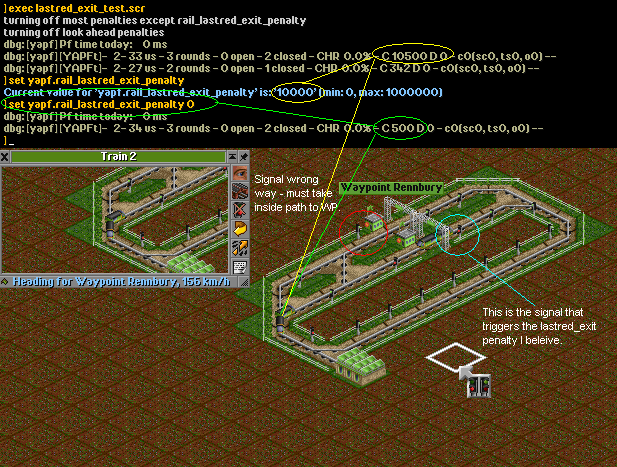 ]exec lastred_exit_test.scr
turning off most penalties except rail_lastred_exit_penalty
turning off look ahead penalties
dbg: [yapf] Pf time today:    0 ms
dbg: [yapf] [YAPFt]-  2- 33 us - 3 rounds - 0 open - 2 closed - CHR 0.0% - C 10500 D 0 - c0(sc0, ts0, o0) --
dbg: [yapf] [YAPFt]-  2- 27 us - 2 rounds - 0 open - 1 closed - CHR 0.0% - C 342 D 0 - c0(sc0, ts0, o0) --
]set yapf.rail_lastred_exit_penalty
Current value for 'yapf.rail_lastred_exit_penalty' is: '10000' (min: 0, max: 1000000)
]set yapf.rail_lastred_exit_penalty 0
dbg: [yapf] Pf time today:    0 ms
dbg: [yapf] [YAPFt]-  2- 34 us - 3 rounds - 0 open - 2 closed - CHR 0.0% - C 500 D 0 - c0(sc0, ts0, o0) --
]_
Train 2
Signal wrong
way - must take
inside path to WP.
Waypoint Rennbury
Heading for Waypoint Rennbury, 156 km/h
This is the signal that
triggers the lastred_exit
penalty I beleive.